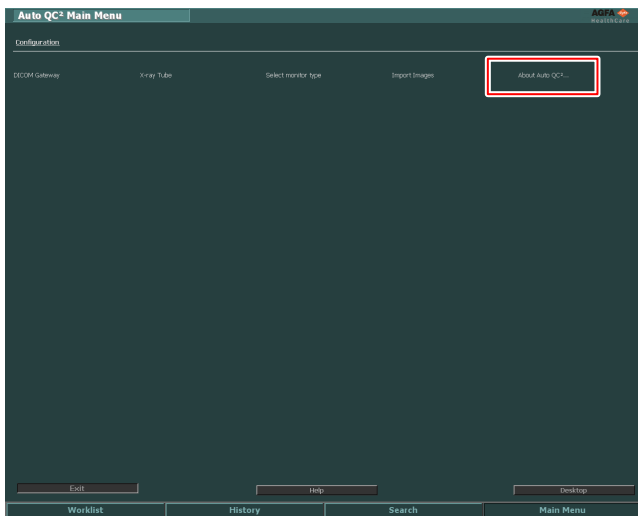 Auto QC² Main Menu
AGFA
HealthCare
Configuration
DICOM Gateway
X-ray Tube
Select monitor type
Import Images
About Auto QC²...
Exit
Help
Desktop
Worklist
History
Search
Main Menu